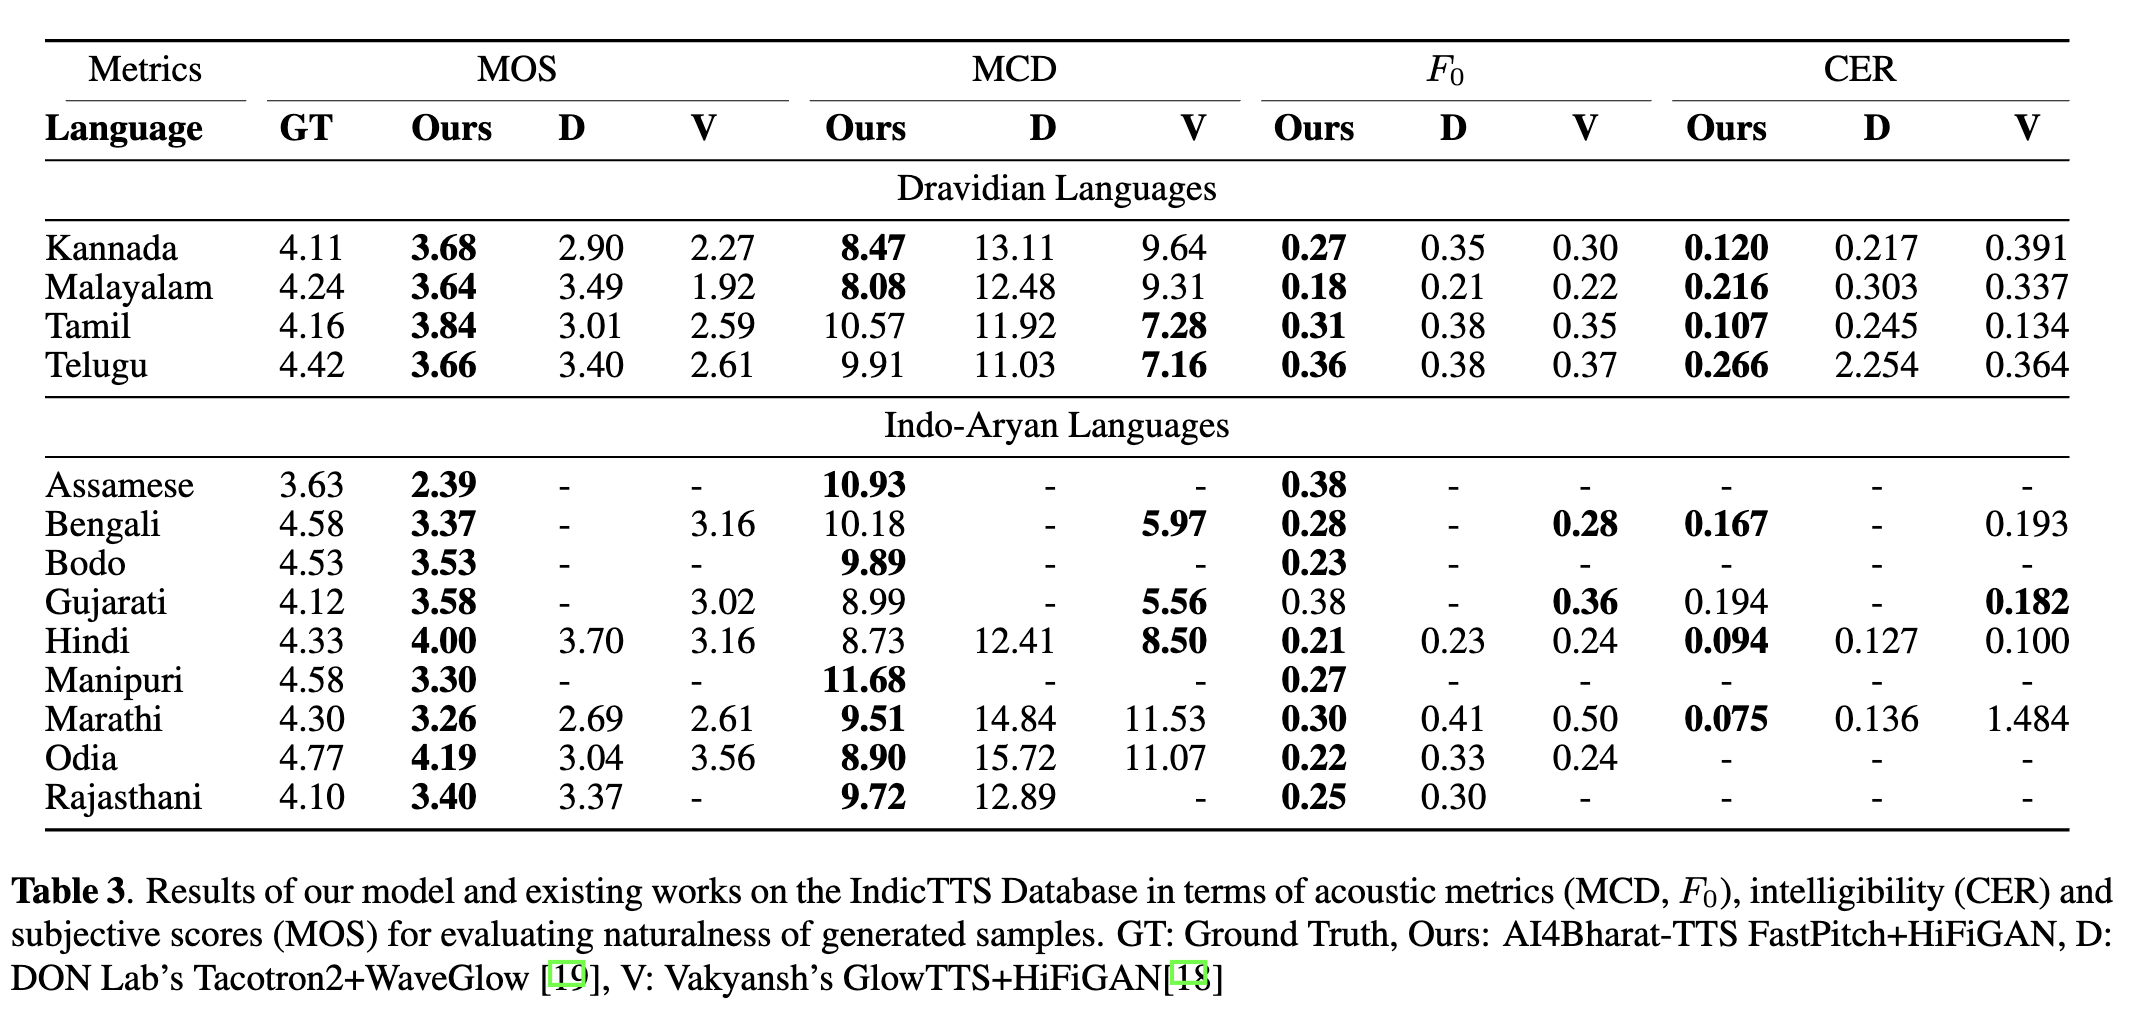 Metrics MOS MCD F0 CER
Language GT Ours D V Ours D V Ours D V Ours D V
Dravidian Languages
Kannada 4.11 3.68 2.90 2.27 8.47 13.11 9.64 0.27 0.35 0.30 0.120 0.217 0.391
Malayalam 4.24 3.64 3.49 1.92 8.08 12.48 9.31 0.18 0.21 0.22 0.216 0.303 0.337
Tamil 4.16 3.84 3.01 2.59 10.57 11.92 7.28 0.31 0.38 0.35 0.107 0.245 0.134
Telugu 4.42 3.66 3.40 2.61 9.91 11.03 7.16 0.36 0.38 0.37 0.266 2.254 0.364
Indo-Aryan Languages
Assamese 3.63 2.39 - - 10.93 - - 0.38 - - - - -
Bengali 4.58 3.37 - 3.16 10.18 - 5.97 0.28 - 0.28 0.167 - 0.193
Bodo 4.53 3.53 - - 9.89 - - 0.23 - - - - -
Gujarati 4.12 3.58 - 3.02 8.99 - 5.56 0.38 - 0.36 0.194 - 0.182
Hindi 4.33 4.00 3.70 3.16 8.73 12.41 8.50 0.21 0.23 0.24 0.094 0.127 0.100
Manipuri 4.58 3.30 - - 11.68 - - 0.27 - - - - -
Marathi 4.30 3.26 2.69 2.61 9.51 14.84 11.53 0.30 0.41 0.50 0.075 0.136 1.484
Odia 4.77 4.19 3.04 3.56 8.90 15.72 11.07 0.22 0.33 0.24 - - -
Rajasthani 4.10 3.40 3.37 - 9.72 12.89 - 0.25 0.30 - - - -
Table 3. Results of our model and existing works on the IndicTTS Database in terms of acoustic metrics (MCD, F0), intelligibility (CER) and
subjective scores (MOS) for evaluating naturalness of generated samples. GT: Ground Truth, Ours: AI4Bharat-TTS FastPitch+HiFiGAN, D:
DON Lab's Tacotron2+WaveGlow [19], V: Vakyansh's GlowTTS+HiFiGAN[18]